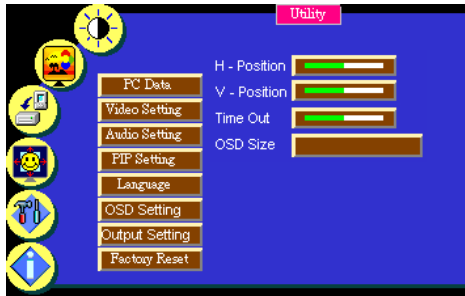 Utility
PC Data
Video Setting
Audio Setting
PIP Setting
Language
OSD Setting
Output Setting
Factory Reset
H - Position
V - Position
Time Out
OSD Size